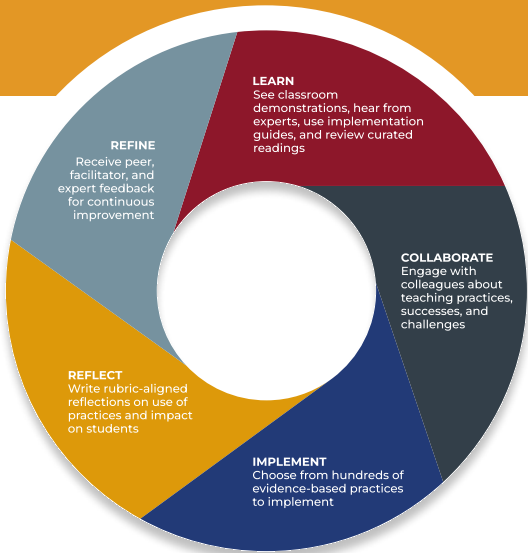 LEARN
See classroom
demonstrations, hear from
experts, use implementation
guides, and review curated
readings
COLLABORATE
Engage with
colleagues about
teaching practices,
successes, and
challenges
IMPLEMENT
Choose from hundreds of
evidence-based practices
to implement
REFLECT
Write rubric-aligned
reflections on use of
practices and impact
on students
REFINE
Receive peer,
facilitator, and
expert feedback
for continuous
improvement